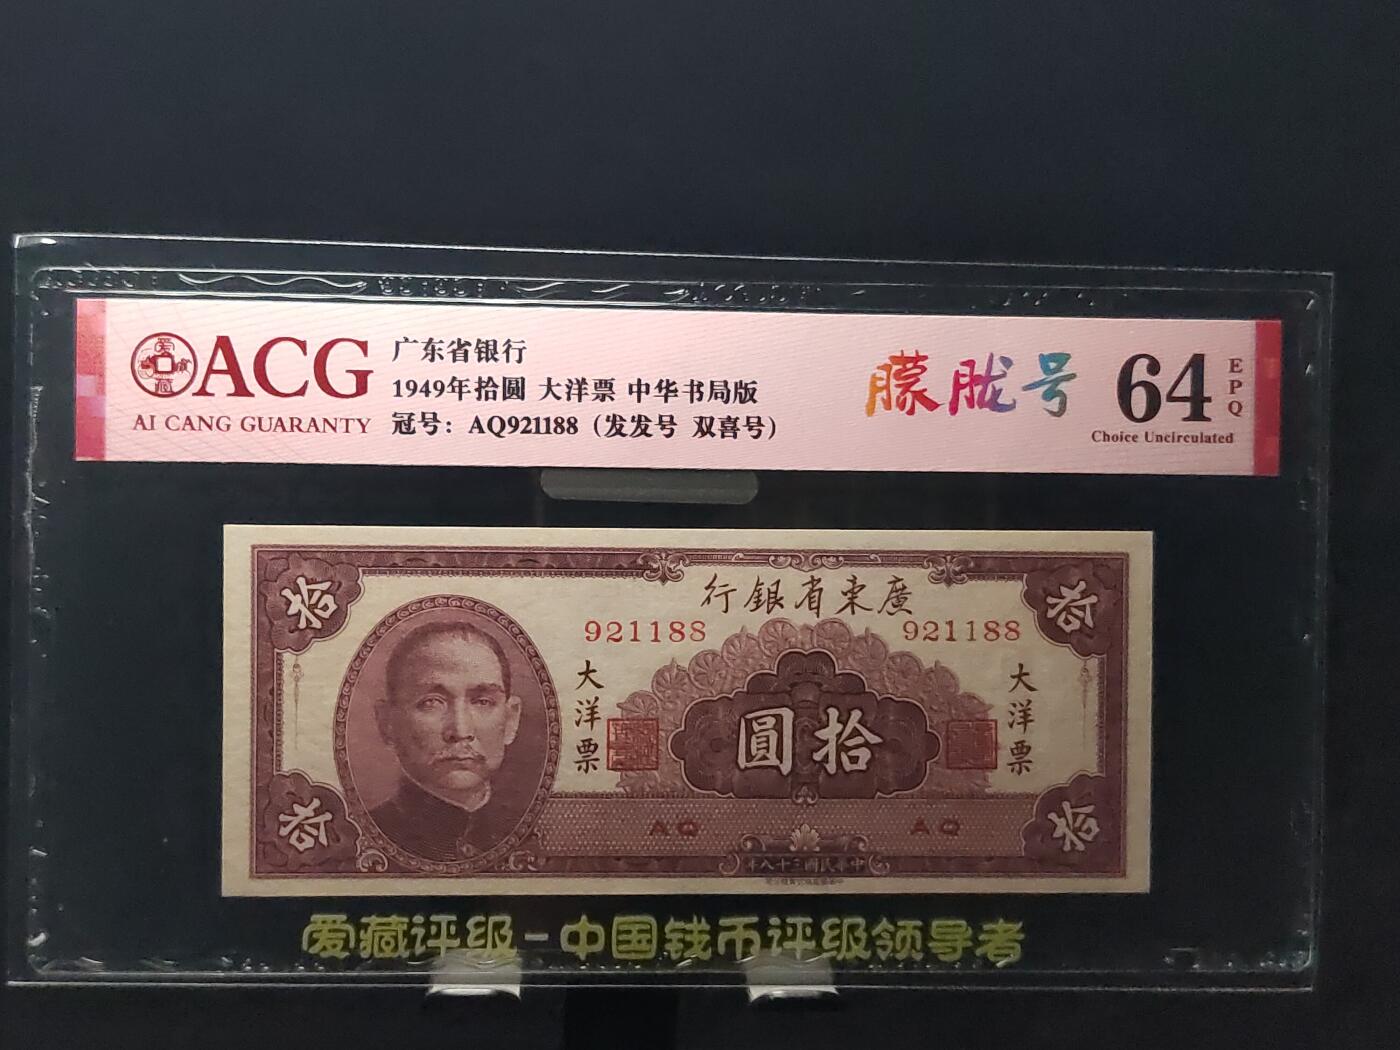 爱藏
ACG
AI CANG GUARANTY
广东省银行
1949年拾圆 大洋票 中华书局版
冠号：AQ921188（发发号 双喜号）
朦胧号
64
EPQ
Choice Uncirculated
拾
行銀省東廣
拾
921188
921188
大洋票
大洋票
圓拾
拾
AQ
AQ
拾
年八十三國民華中
爱藏评级-中国钱币评级领导者